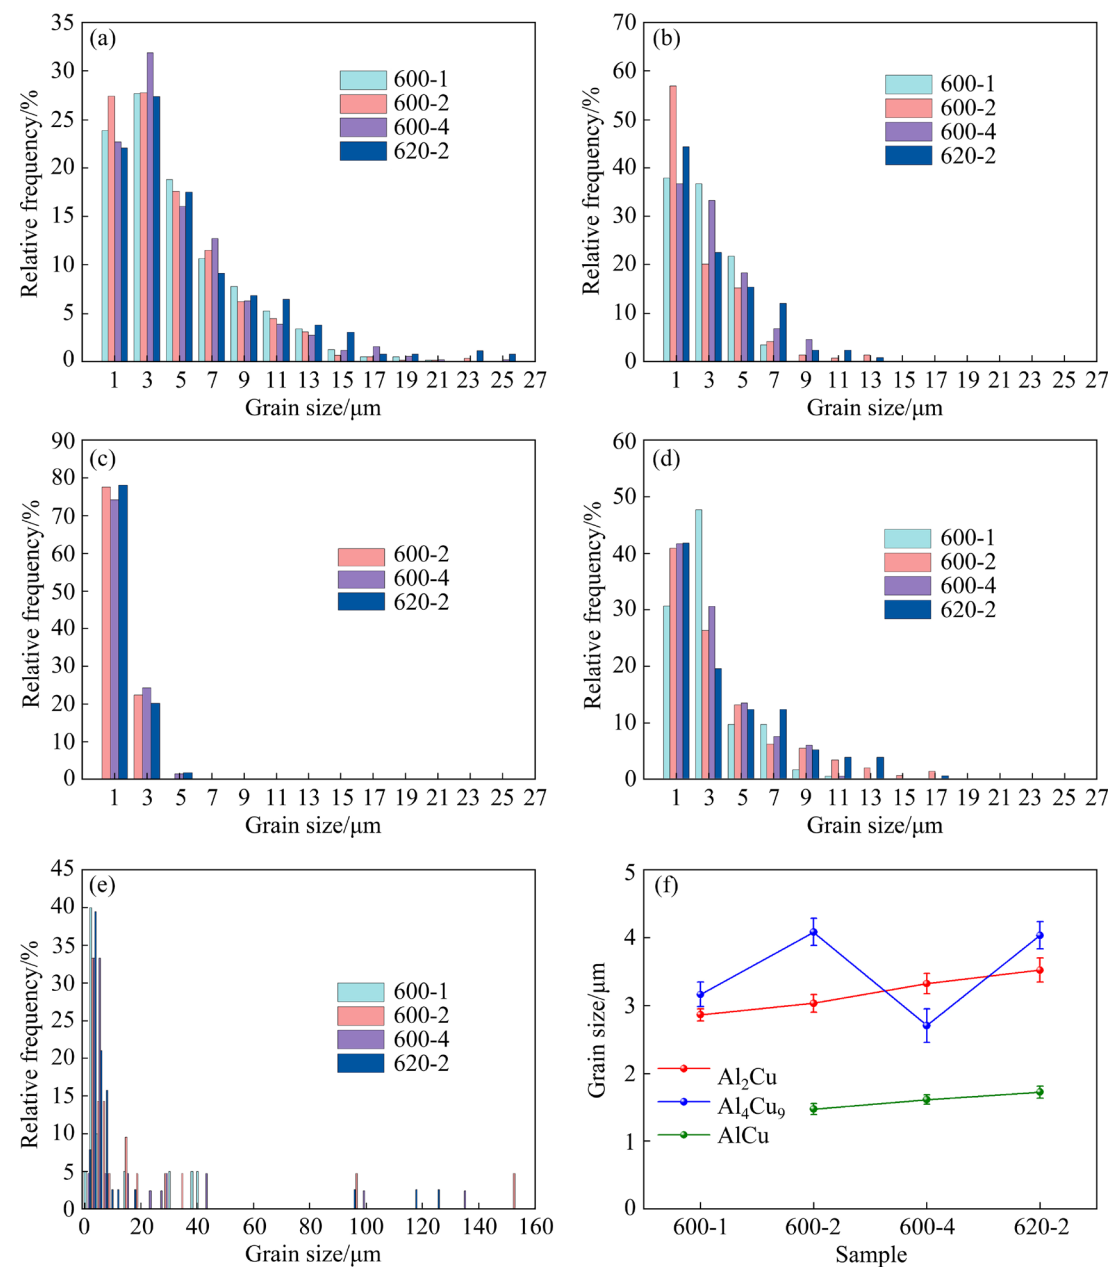 (a)
35
30
25
20
15
10
5
0
Relative frequency/%
600-1
600-2
600-4
620-2
1 3 5 7 9 11 13 15 17 19 21 23 25 27
Grain size/μm
(b)
70
60
50
40
30
20
10
0
Relative frequency/%
600-1
600-2
600-4
620-2
1 3 5 7 9 11 13 15 17 19 21 23 25 27
Grain size/μm
(c)
90
80
70
60
50
40
30
20
10
0
Relative frequency/%
600-2
600-4
620-2
1 3 5 7 9 11 13 15 17 19 21 23 25 27
Grain size/μm
(d)
60
50
40
30
20
10
0
Relative frequency/%
600-1
600-2
600-4
620-2
1 3 5 7 9 11 13 15 17 19 21 23 25 27
Grain size/μm
(e)
45
40
35
30
25
20
15
10
5
0
Relative frequency/%
600-1
600-2
600-4
620-2
0 20 40 60 80 100 120 140 160
Grain size/μm
(f)
5
4
3
2
1
0
Grain size/μm
Al₂Cu
Al₄Cu₉
AlCu
600-1 600-2 600-4 620-2
Sample